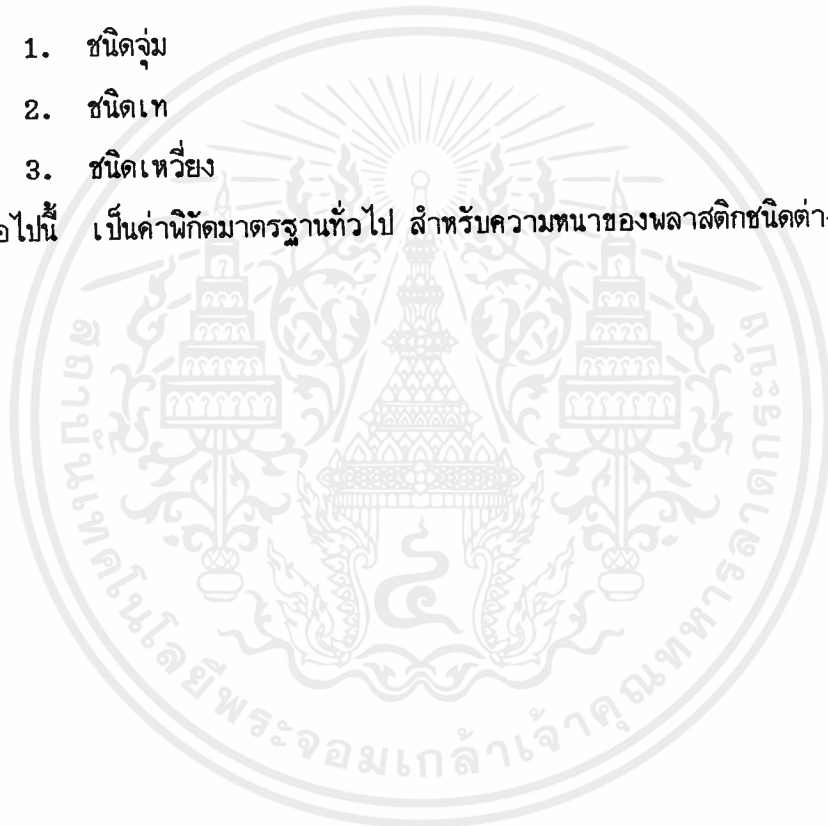 1. ชนิดจุ่ม
2. ชนิดเท
3. ชนิดเหวี่ยง
อไปนี้ เป็นค่าพิกัดมาตรฐานทั่วไป สำหรับความหนาของพลาสติกชนิดต่า
สถาบันเทคโนโลยีพระจอมเกล้าเจ้าคุณทหารลาดกระบัง